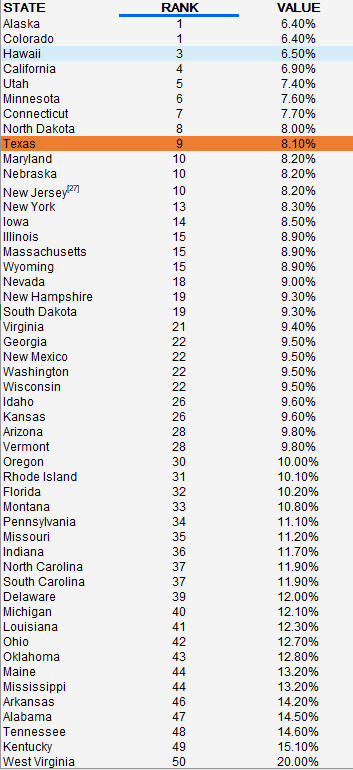 STATE RANK VALUE
Alaska 1 6.40%
Colorado 1 6.40%
Hawaii 3 6.50%
California 4 6.90%
Utah 5 7.40%
Minnesota 6 7.60%
Connecticut 7 7.70%
North Dakota 8 8.00%
Texas 9 8.10%
Maryland 10 8.20%
Nebraska 10 8.20%
New Jersey[27] 10 8.20%
New York 13 8.30%
Iowa 14 8.50%
Illinois 15 8.90%
Massachusetts 15 8.90%
Wyoming 15 8.90%
Nevada 18 9.00%
New Hampshire 19 9.30%
South Dakota 19 9.30%
Virginia 21 9.40%
Georgia 22 9.50%
New Mexico 22 9.50%
Washington 22 9.50%
Wisconsin 22 9.50%
Idaho 26 9.60%
Kansas 26 9.60%
Arizona 28 9.80%
Vermont 28 9.80%
Oregon 30 10.00%
Rhode Island 31 10.10%
Florida 32 10.20%
Montana 33 10.80%
Pennsylvania 34 11.10%
Missouri 35 11.20%
Indiana 36 11.70%
North Carolina 37 11.90%
South Carolina 37 11.90%
Delaware 39 12.00%
Michigan 40 12.10%
Louisiana 41 12.30%
Ohio 42 12.70%
Oklahoma 43 12.80%
Maine 44 13.20%
Mississippi 44 13.20%
Arkansas 46 14.20%
Alabama 47 14.50%
Tennessee 48 14.60%
Kentucky 49 15.10%
West Virginia 50 20.00%